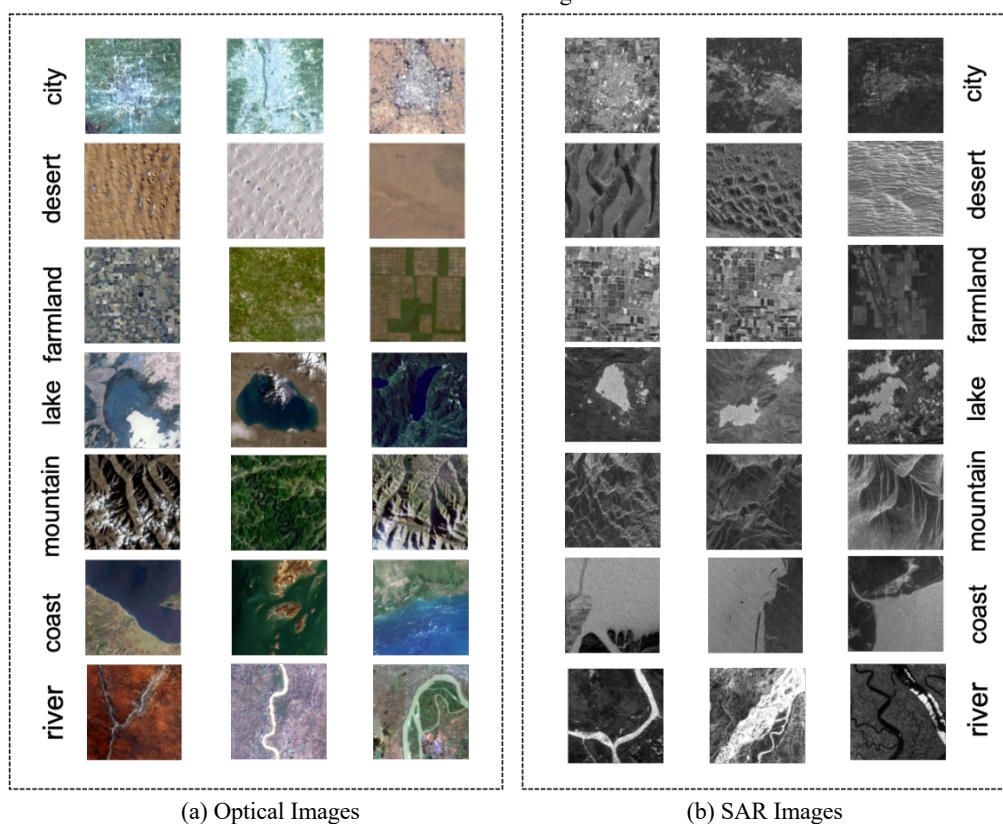 city
city
desert
desert
farmland
farmland
lake
lake
mountain
mountain
coast
coast
river
river
(a) Optical Images
(b) SAR Images